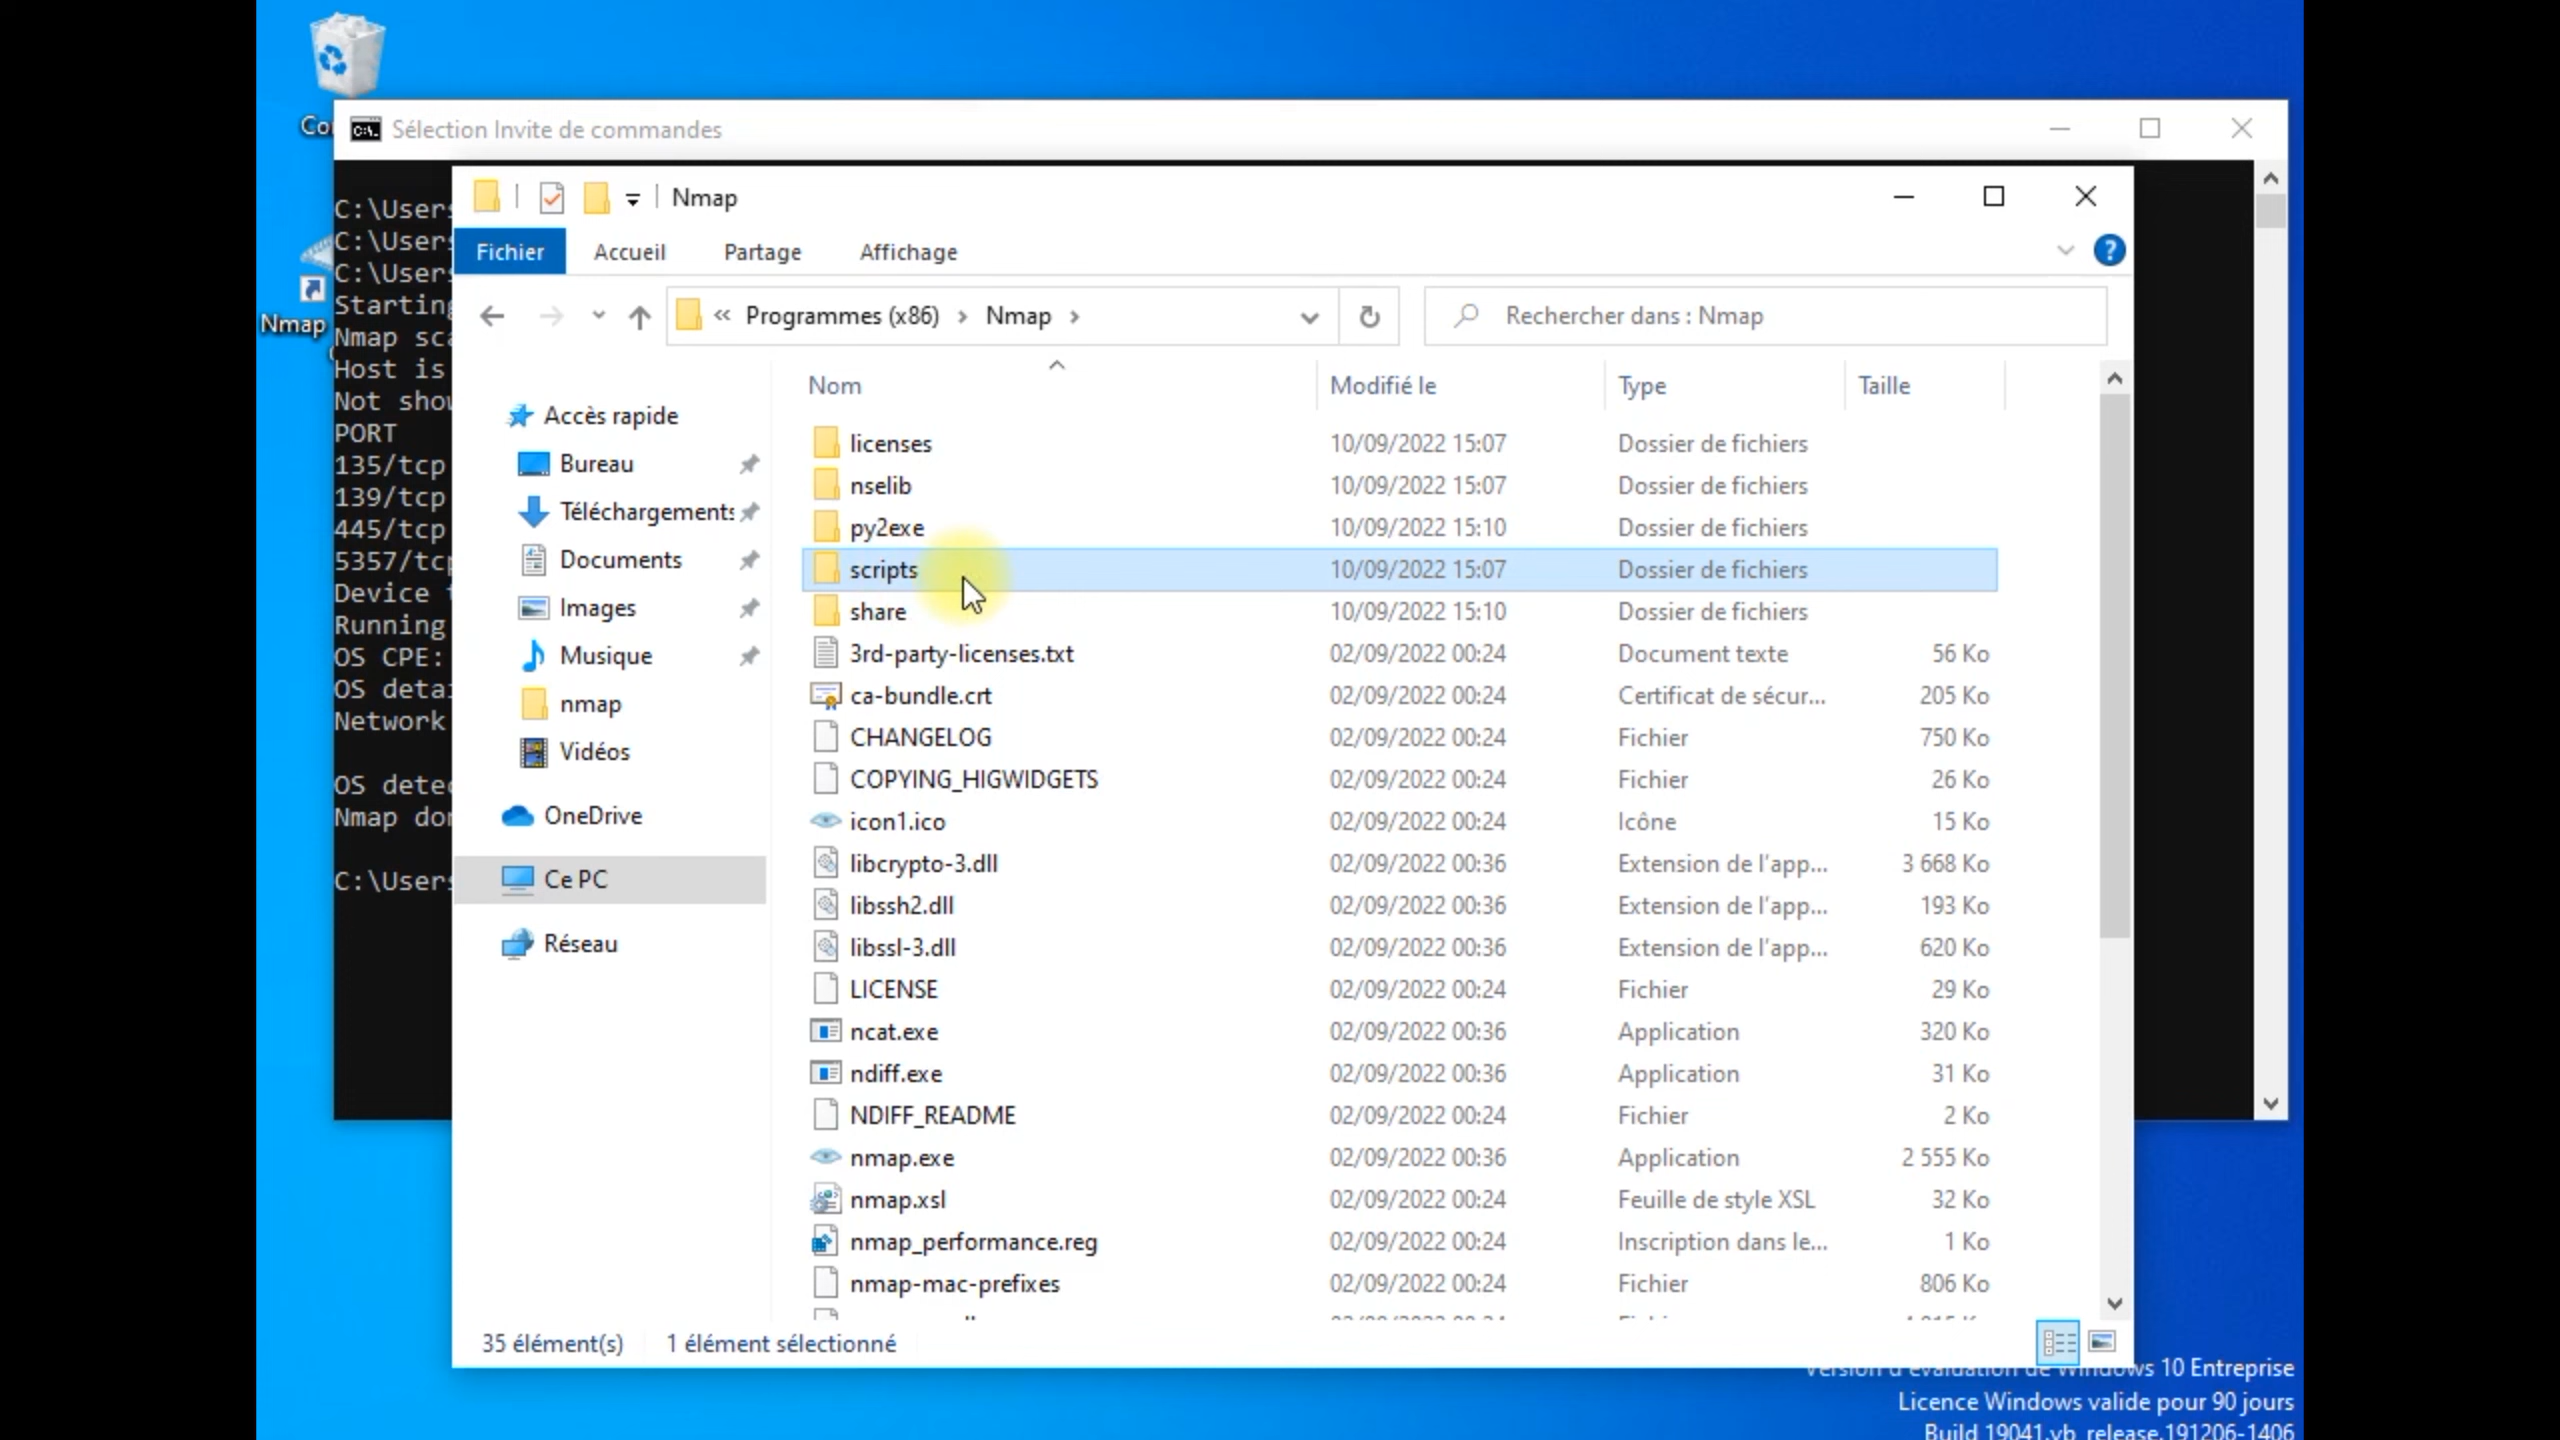 Sélection Invite de commandes
Nmap
C:\Users
C:\Users
C:\Users
Starting
Nmap
Host is
Not
PORT
135/tcp
139/tcp
445/tcp
5357/tcp
Device
Running
OS CPE:
OS
Network
OS
Nmap
C:\Users
Nmap
Fichier Accueil Partage Affichage
« Programmes (x86) > Nmap >
Rechercher dans : Nmap
Accès rapide
Bureau
Téléchargements
Documents
Images
Musique
nmap
Vidéos
OneDrive
Ce PC
Réseau
Nom Modifié le Type Taille
licenses 10/09/2022 15:07 Dossier de fichiers
nselib 10/09/2022 15:07 Dossier de fichiers
py2exe 10/09/2022 15:10 Dossier de fichiers
scripts 10/09/2022 15:07 Dossier de fichiers
share 10/09/2022 15:10 Dossier de fichiers
3rd-party-licenses.txt 02/09/2022 00:24 Document texte 56 Ko
ca-bundle.crt 02/09/2022 00:24 Certificat de sécur... 205 Ko
CHANGELOG 02/09/2022 00:24 Fichier 750 Ko
COPYING_HIGWIDGETS 02/09/2022 00:24 Fichier 26 Ko
icon1.ico 02/09/2022 00:24 Icône 15 Ko
libcrypto-3.dll 02/09/2022 00:36 Extension de l'app... 3 668 Ko
libssh2.dll 02/09/2022 00:36 Extension de l'app... 193 Ko
libssl-3.dll 02/09/2022 00:36 Extension de l'app... 620 Ko
LICENSE 02/09/2022 00:24 Fichier 29 Ko
ncat.exe 02/09/2022 00:36 Application 320 Ko
ndiff.exe 02/09/2022 00:36 Application 31 Ko
NDIFF_README 02/09/2022 00:24 Fichier 2 Ko
nmap.exe 02/09/2022 00:36 Application 2 555 Ko
nmap.xsl 02/09/2022 00:24 Feuille de style XSL 32 Ko
nmap_performance.reg 02/09/2022 00:24 Inscription dans le... 1 Ko
nmap-mac-prefixes 02/09/2022 00:24 Fichier 806 Ko
35 élément(s) 1 élément sélectionné
Version d'évaluation de Windows 10 Entreprise
Licence Windows valide pour 90 jours
Build 19041.vb_release.191206-1406